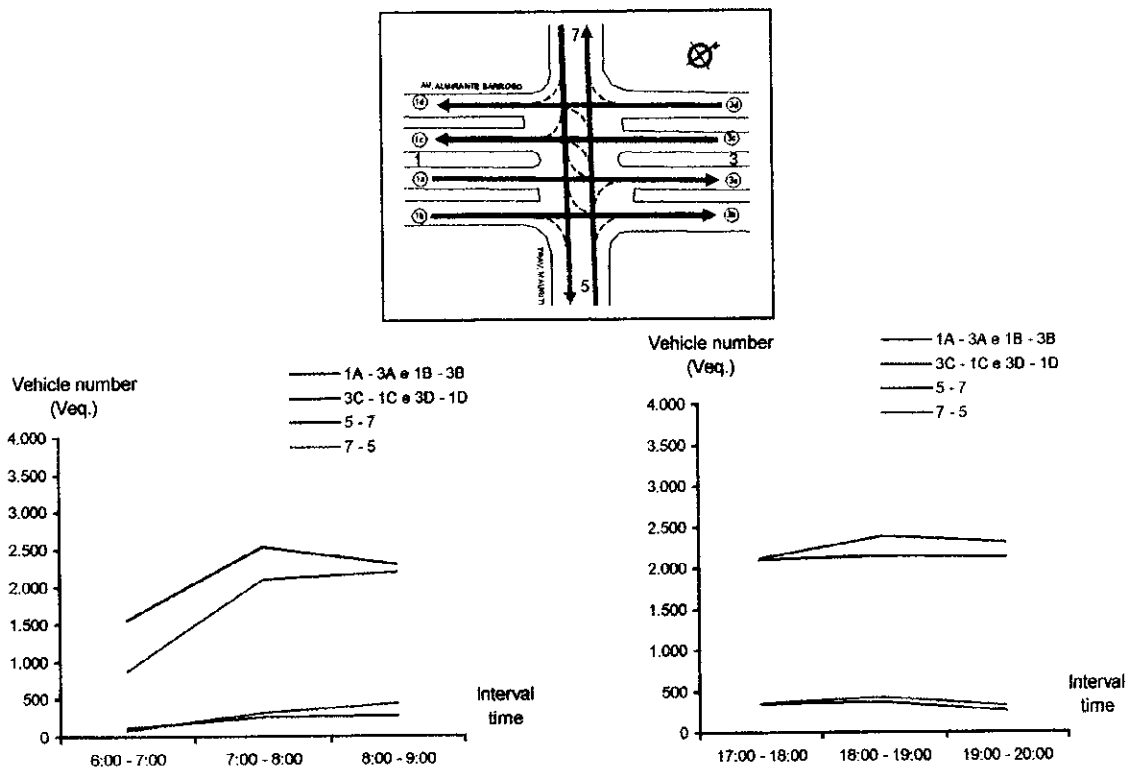 7
AV. ALMIRANTE BARROSO
1d
3d
1c
3c
1
3
1a
3a
1b
3B
5
Vehicle number
(Veq.)
1A - 3A e 1B - 3B
3C - 1C e 3D - 1D
5 - 7
7 - 5
4.000
3.500
3.000
2.500
2.000
1.500
1.000
500
0
6:00 - 7:00
7:00 - 8:00
8:00 - 9:00
Interval
time
Vehicle number
(Veq.)
1A - 3A e 1B - 3B
3C - 1C e 3D - 1D
5 - 7
7 - 5
4.000
3.500
3.000
2.500
2.000
1.500
1.000
500
0
17:00 - 18:00
18:00 - 19:00
19:00 - 20:00
Interval
time